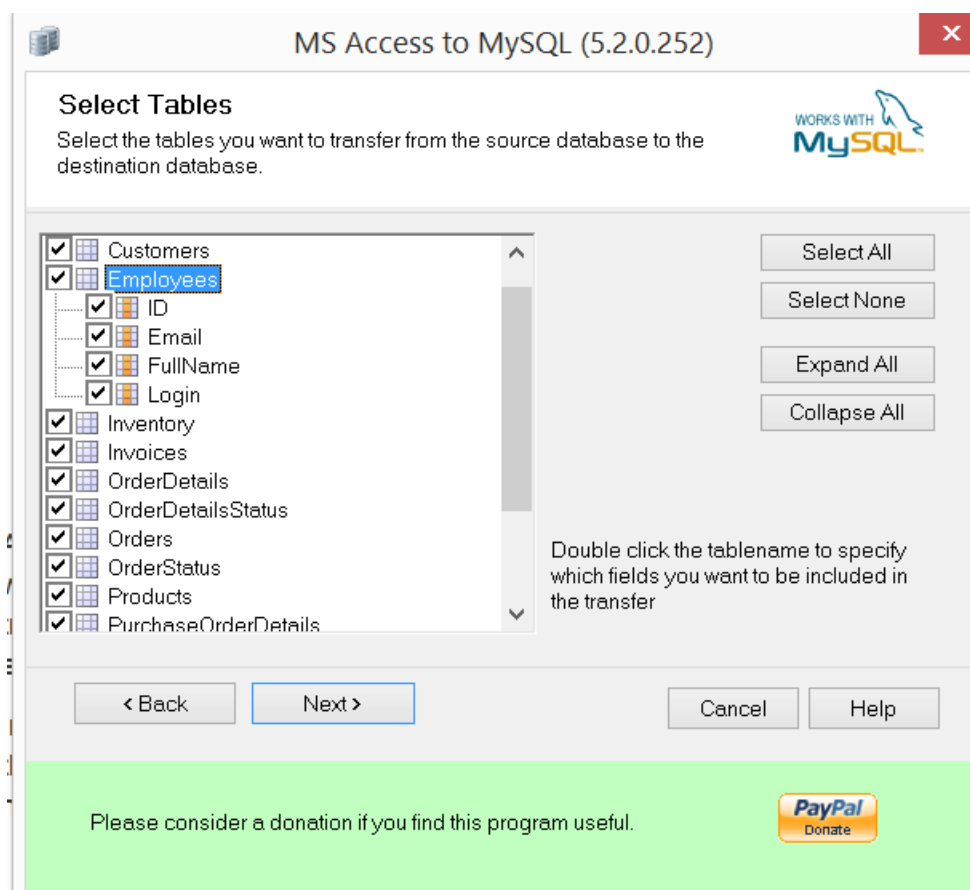 MS Access to MySQL (5.2.0.252)
Select Tables
Select the tables you want to transfer from the source database to the
destination database.
WORKS WITH
MySQL
Customers
Employees
ID
Email
FullName
Login
Inventory
Invoices
OrderDetails
OrderDetailsStatus
Orders
OrderStatus
Products
PurchaseOrderDetails
Select All
Select None
Expand All
Collapse All
Double click the tablename to specify
which fields you want to be included in
the transfer
< Back
Next >
Cancel
Help
Please consider a donation if you find this program useful.
PayPal
Donate